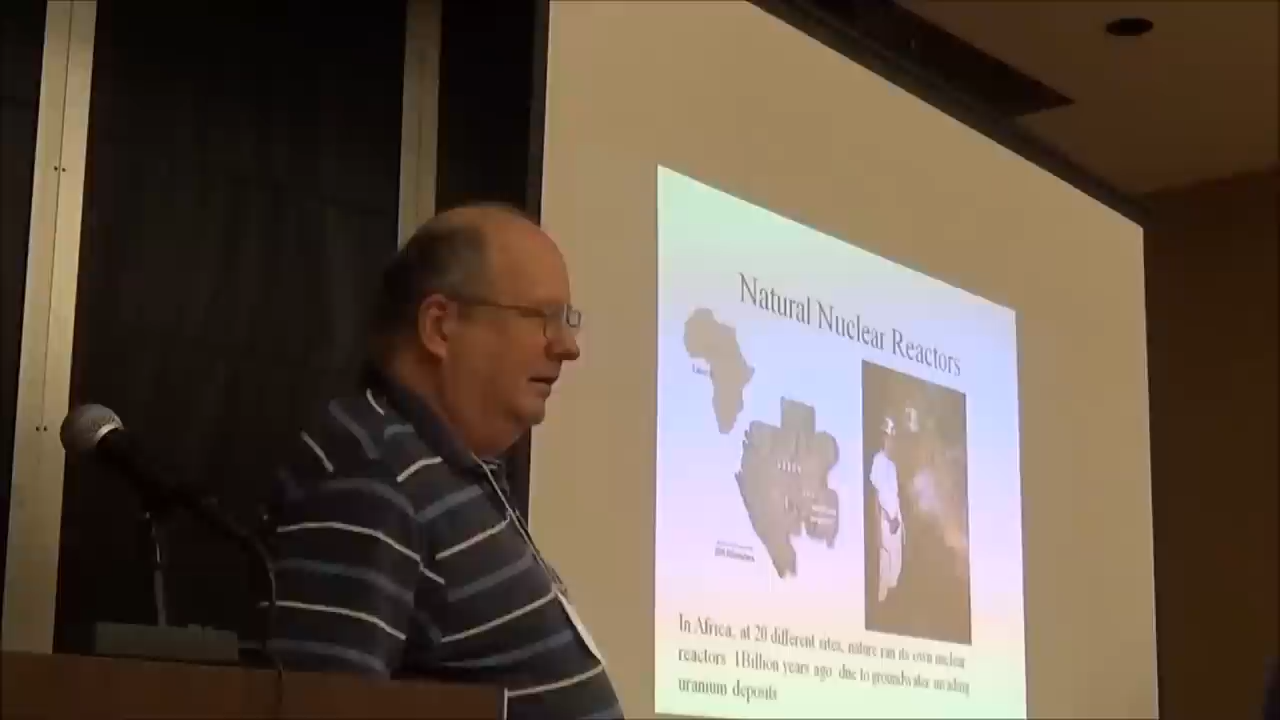 Natural Nuclear Reactors
In Africa, at 20 different sites, nature ran its own nuclear
reactors 1Billion years ago due to groundwater invading
uranium deposits